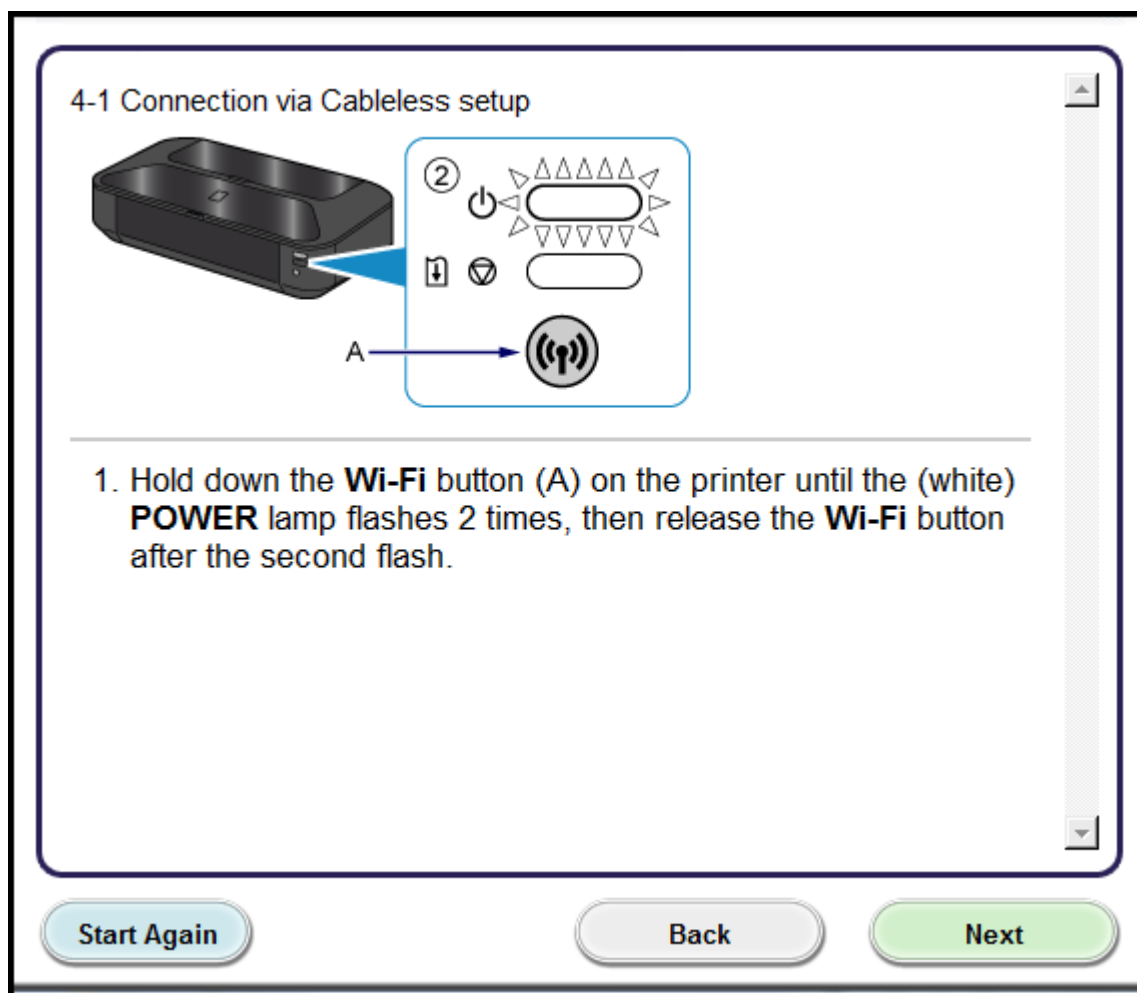 4-1 Connection via Cableless setup
2
A
1. Hold down the Wi-Fi button (A) on the printer until the (white)
POWER lamp flashes 2 times, then release the Wi-Fi button
after the second flash.
Start Again
Back
Next